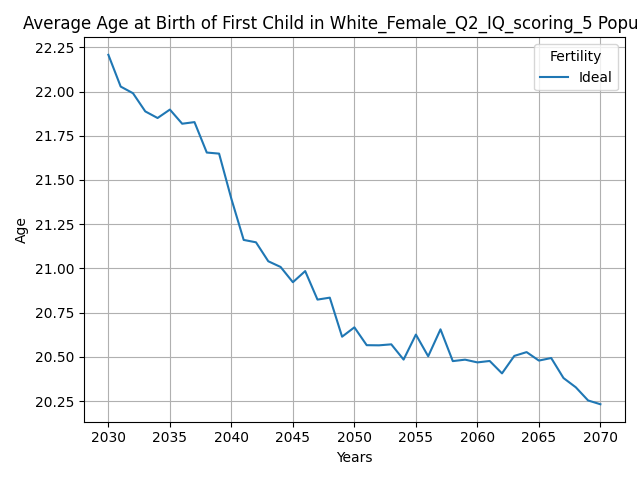 Average Age at Birth of First Child in White_Female_Q2_IQ_scoring_5 Popu
Fertility
Ideal
22.25
22.00
21.75
21.50
21.25
21.00
20.75
20.50
20.25
Age
2030 2035 2040 2045 2050 2055 2060 2065 2070
Years